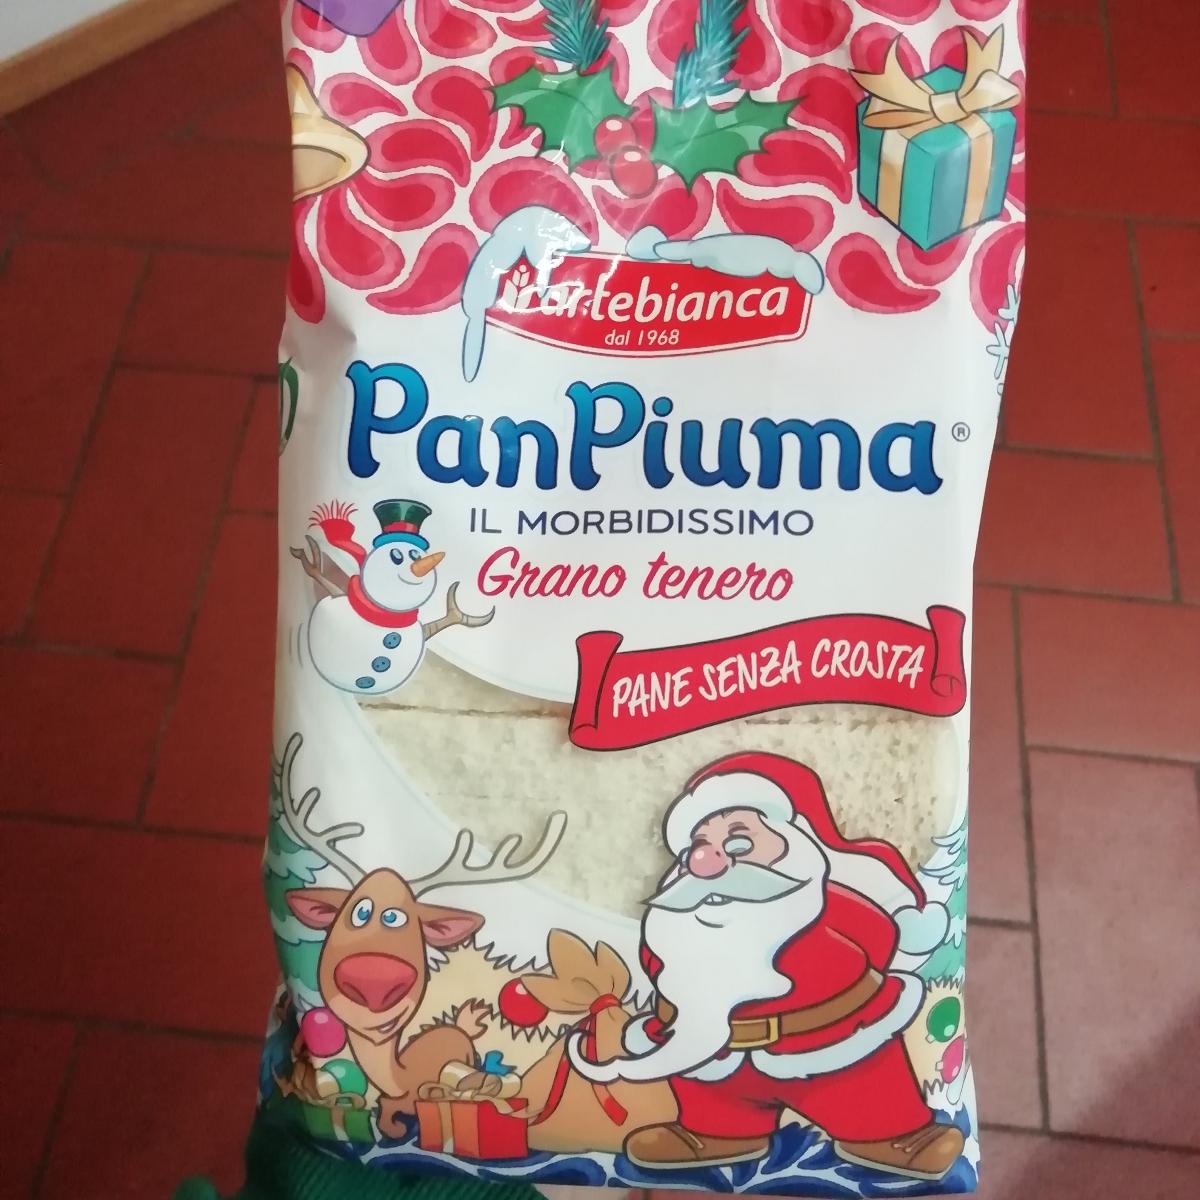 artebianca
dal 1968
PanPiuma®
IL MORBIDISSIMO
Grano tenero
PANE SENZA CROSTA